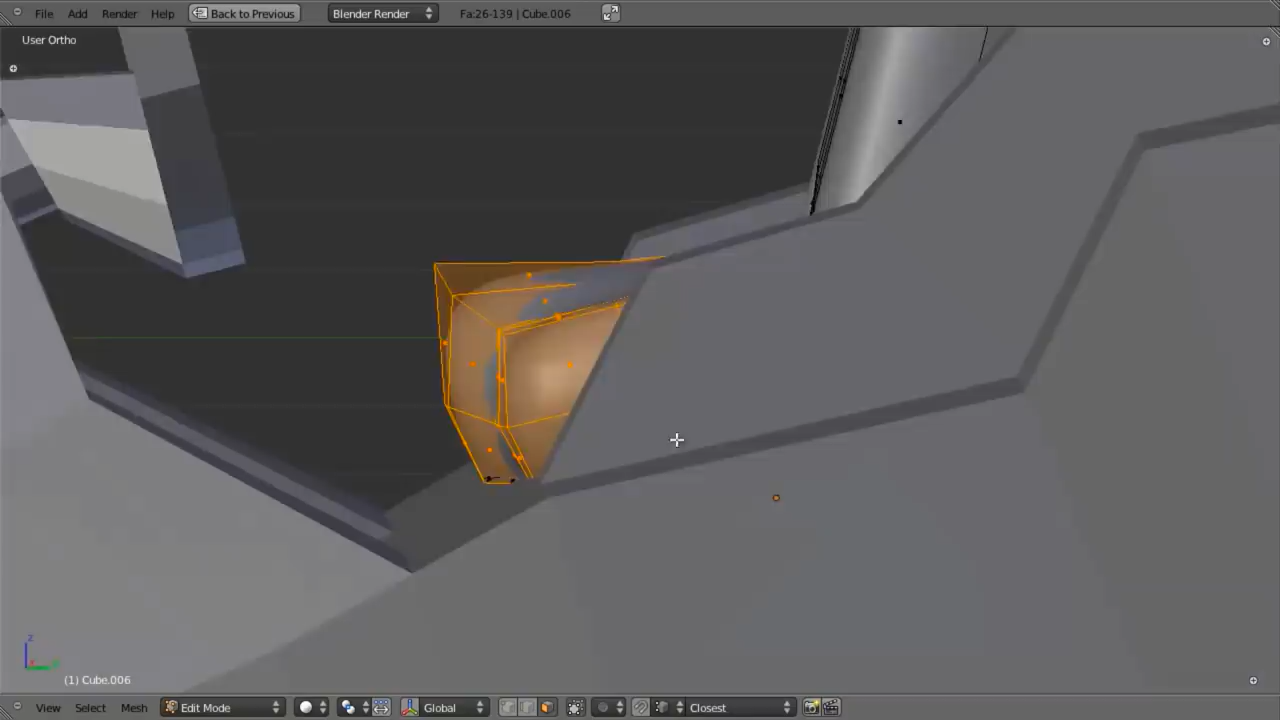 File Add Render Help Back to Previous Blender Render Fa:26-139 | Cube.006
User Ortho
z
(1) Cube.006
View Select Mesh Edit Mode Global Closest